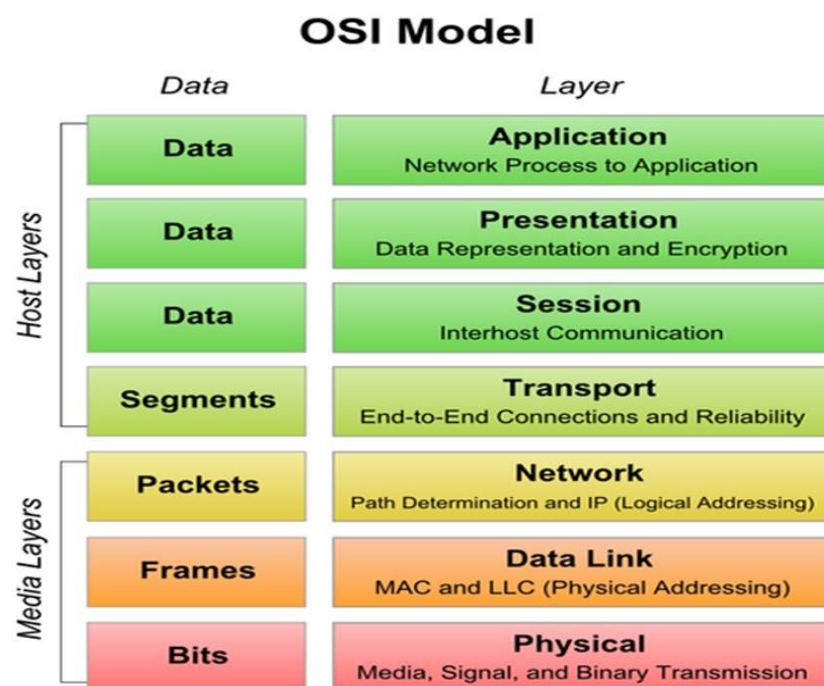 OSI Model
Data Layer
Host Layers
Data
Application
Network Process to Application
Data
Presentation
Data Representation and Encryption
Data
Session
Interhost Communication
Segments
Transport
End-to-End Connections and Reliability
Media Layers
Packets
Network
Path Determination and IP (Logical Addressing)
Frames
Data Link
MAC and LLC (Physical Addressing)
Bits
Physical
Media, Signal, and Binary Transmission